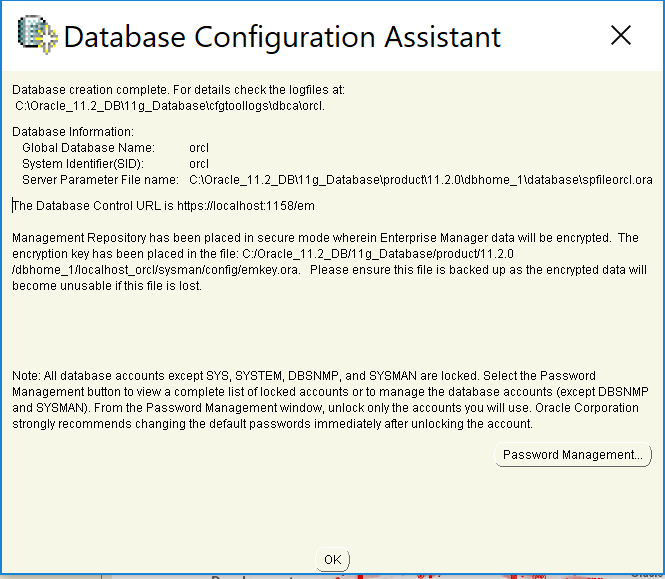 Database Configuration Assistant
Database creation complete. For details check the logfiles at:
C:\Oracle_11.2_DB\11g_Database\cfgtoollogs\dbca\orcl.
Database Information:
Global Database Name: orcl
System Identifier(SID): orcl
Server Parameter File name: C:\Oracle_11.2_DB\11g_Database\product\11.2.0\dbhome_1\database\spfileorcl.ora
The Database Control URL is https://localhost:1158/em
Management Repository has been placed in secure mode wherein Enterprise Manager data will be encrypted. The
encryption key has been placed in the file: C:/Oracle_11.2_DB/11g_Database/product/11.2.0
/dbhome_1/localhost_orcl/sysman/config/emkey.ora. Please ensure this file is backed up as the encrypted data will
become unusable if this file is lost.
Note: All database accounts except SYS, SYSTEM, DBSNMP, and SYSMAN are locked. Select the Password
Management button to view a complete list of locked accounts or to manage the database accounts (except DBSNMP
and SYSMAN). From the Password Management window, unlock only the accounts you will use. Oracle Corporation
strongly recommends changing the default passwords immediately after unlocking the account.
Password Management...
OK